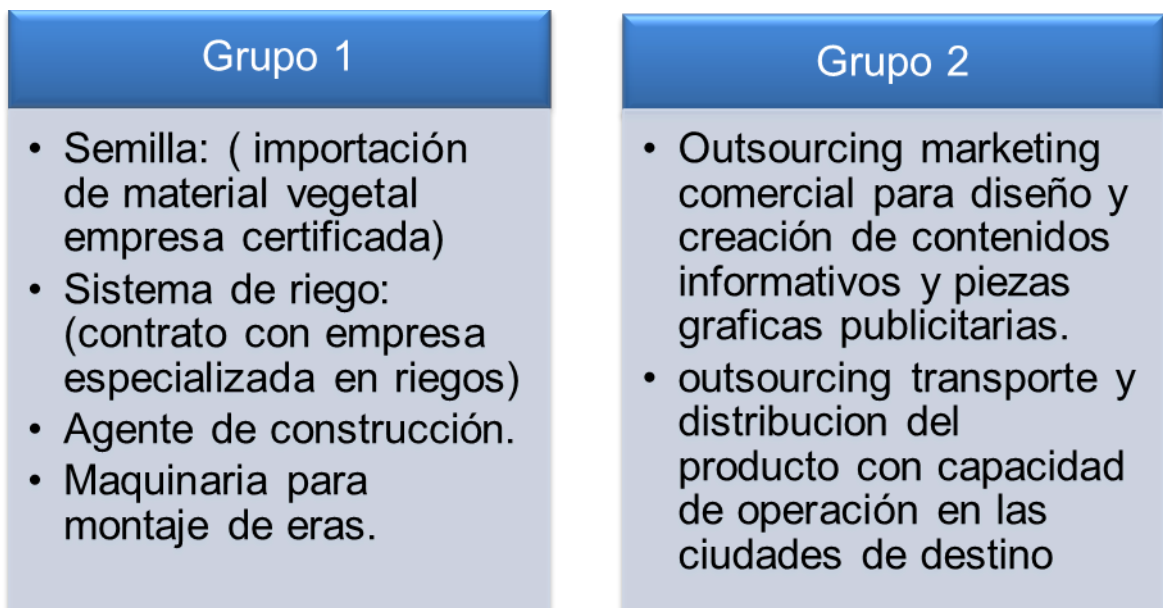 Grupo 1
• Semilla: ( importación
de material vegetal
empresa certificada)
• Sistema de riego:
(contrato con empresa
especializada en riegos)
• Agente de construcción.
• Maquinaria para
montaje de eras.
Grupo 2
• Outsourcing marketing
comercial para diseño y
creación de contenidos
informativos y piezas
graficas publicitarias.
• outsourcing transporte y
distribucion del
producto con capacidad
de operación en las
ciudades de destino